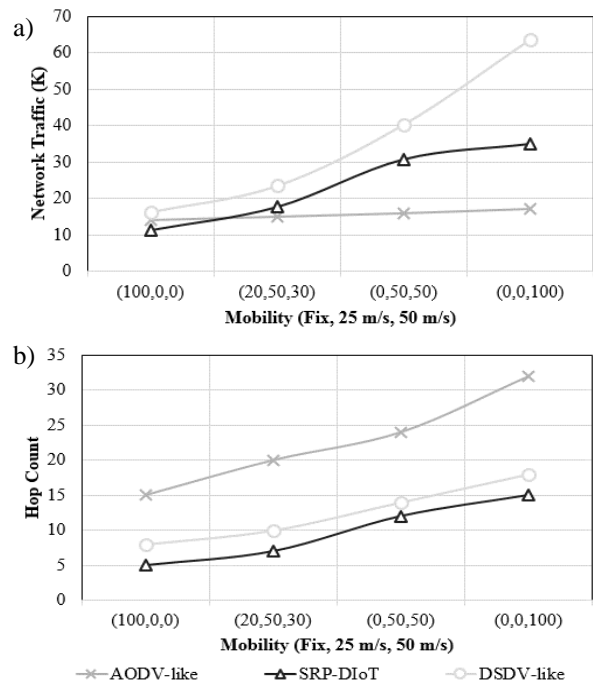 a)
70
60
50
40
30
20
10
0
Network Traffic (K)
(100,0,0) (20,50,30) (0,50,50) (0,0,100)
Mobility (Fix, 25 m/s, 50 m/s)
b)
35
30
25
20
15
10
5
0
Hop Count
(100,0,0) (20,50,30) (0,50,50) (0,0,100)
Mobility (Fix, 25 m/s, 50 m/s)
AODV-like SRP-DIoT DSDV-like